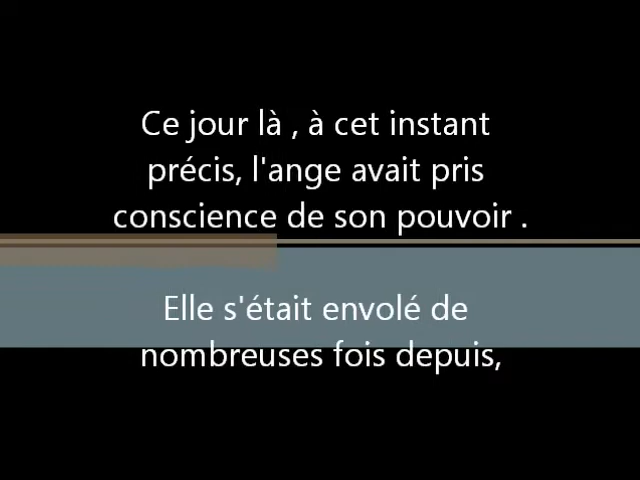 Ce jour là , à cet instant
précis, l'ange avait pris
conscience de son pouvoir .
Elle s'était envolé de
nombreuses fois depuis,